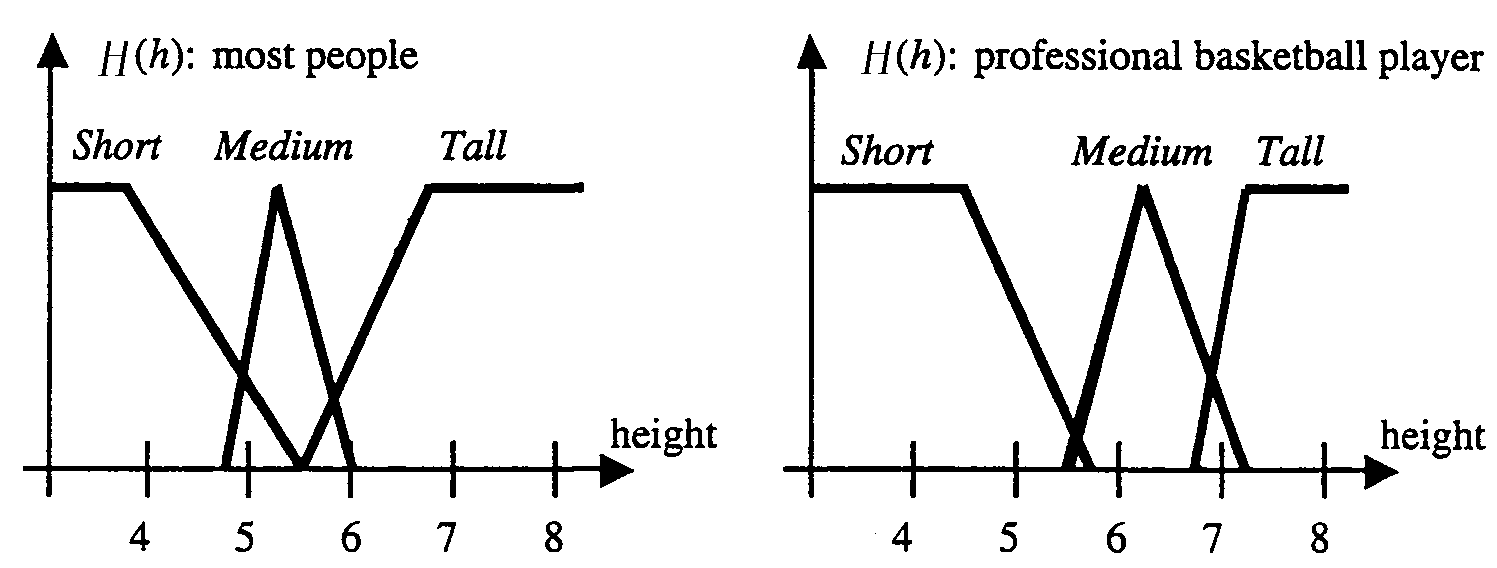 H(h): most people
Short Medium Tall
height
4 5 6 7 8
H(h): professional basketball player
Short Medium Tall
height
4 5 6 7 8